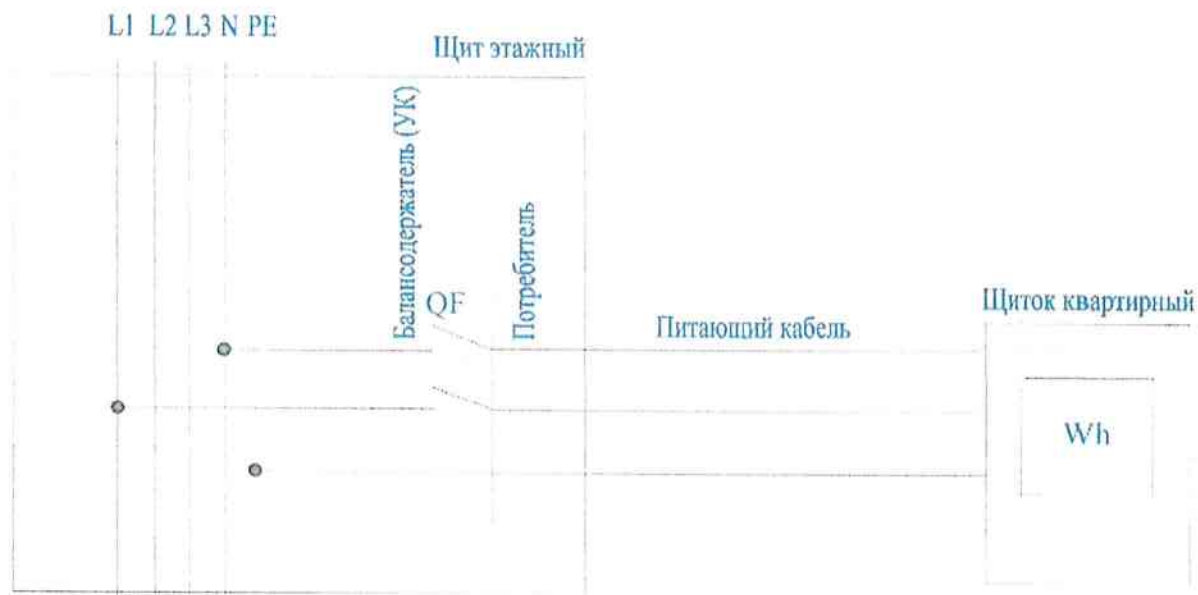 L1 L2 L3 N PE
Щит этажный
Балансодержатель (УК)
QF
Потребитель
Питающий кабель
Щиток квартирный
Wh